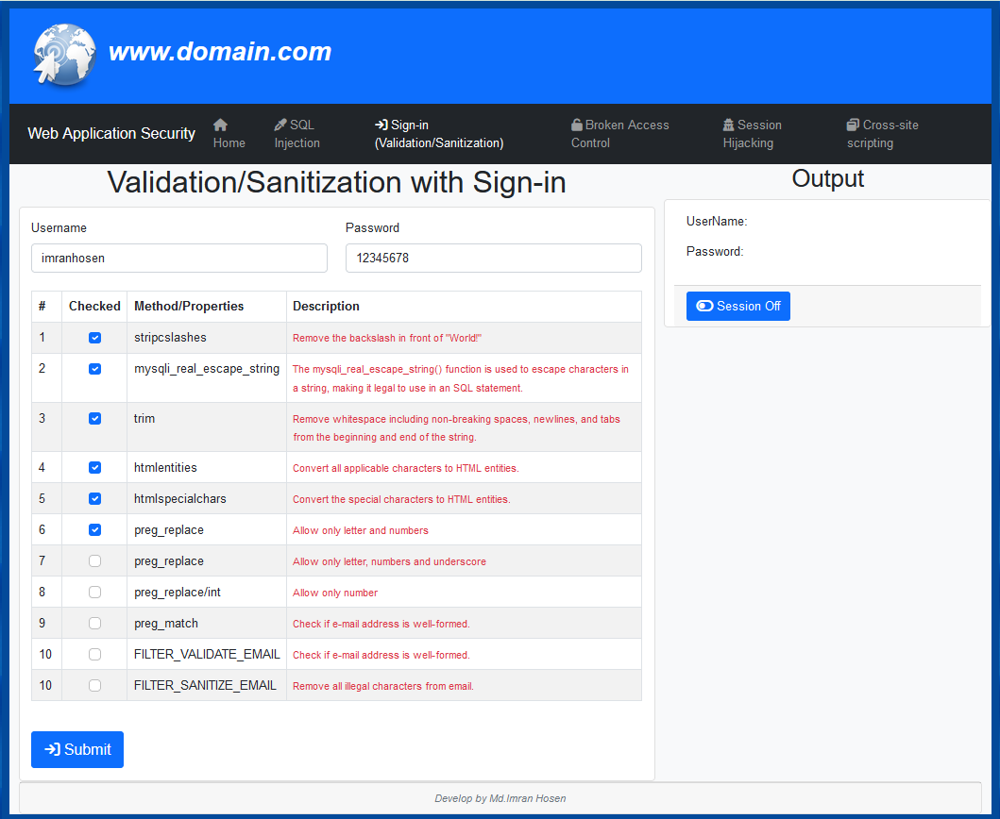 www.domain.com
Web Application Security
Home
SQL
Injection
Sign-in
(Validation/Sanitization)
Broken Access
Control
Session
Hijacking
Cross-site
scripting
Validation/Sanitization with Sign-in
Username
Password
imranhosen
12345678
# Checked Method/Properties Description
1 stripcslashes Remove the backslash in front of "World!"
2 mysqli_real_escape_string The mysqli_real_escape_string() function is used to escape characters in
a string, making it legal to use in an SQL statement.
3 trim Remove whitespace including non-breaking spaces, newlines, and tabs
from the beginning and end of the string.
4 htmlentities Convert all applicable characters to HTML entities.
5 htmlspecialchars Convert the special characters to HTML entities.
6 preg_replace Allow only letter and numbers
7 preg_replace Allow only letter, numbers and underscore
8 preg_replace/int Allow only number
9 preg_match Check if e-mail address is well-formed.
10 FILTER_VALIDATE_EMAIL Check if e-mail address is well-formed.
10 FILTER_SANITIZE_EMAIL Remove all illegal characters from email.
Submit
Output
UserName:
Password:
Session Off
Develop by Md.Imran Hosen